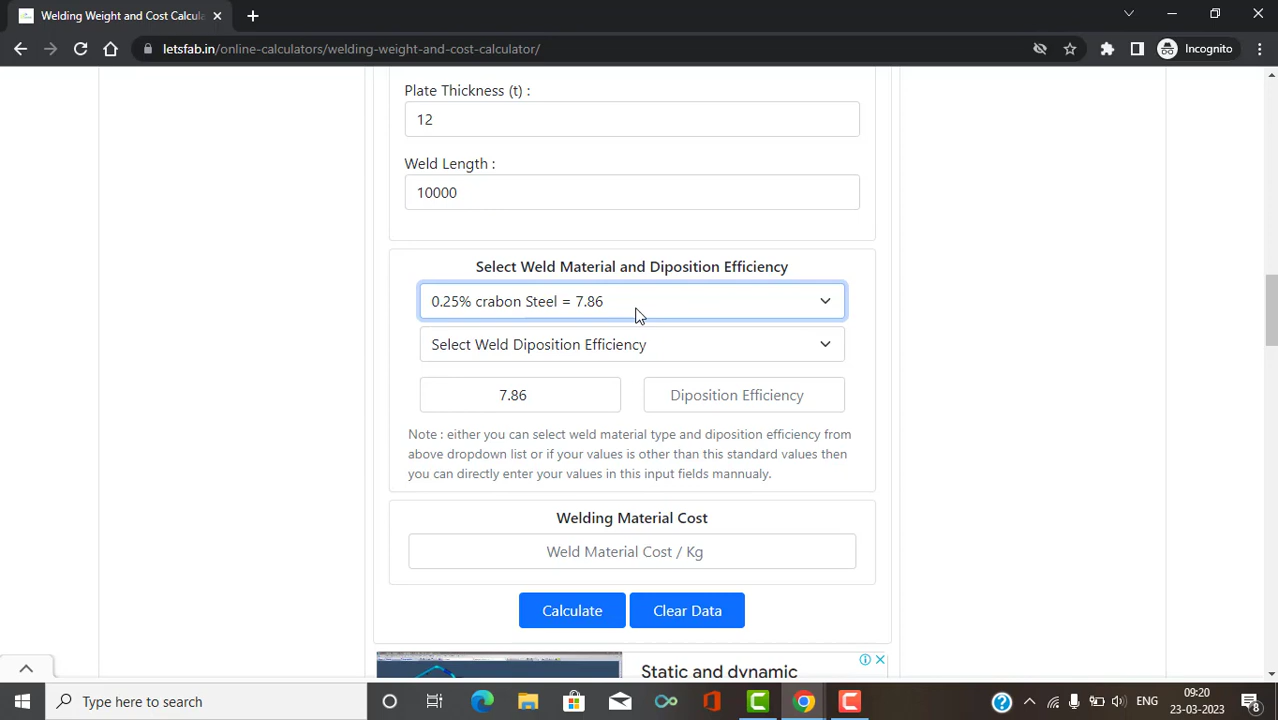 Welding Weight and Cost Calcula
letsfab.in/online-calculators/welding-weight-and-cost-calculator/
Incognito
Plate Thickness (t) :
12
Weld Length :
10000
Select Weld Material and Diposition Efficiency
0.25% crabon Steel = 7.86
Select Weld Diposition Efficiency
7.86
Diposition Efficiency
Note : either you can select weld material type and diposition efficiency from
above dropdown list or if your values is other than this standard values then
you can directly enter your values in this input fields mannualy.
Welding Material Cost
Weld Material Cost / Kg
Calculate
Clear Data
Static and dynamic
Type here to search
ENG
09:20
23-03-2023
8